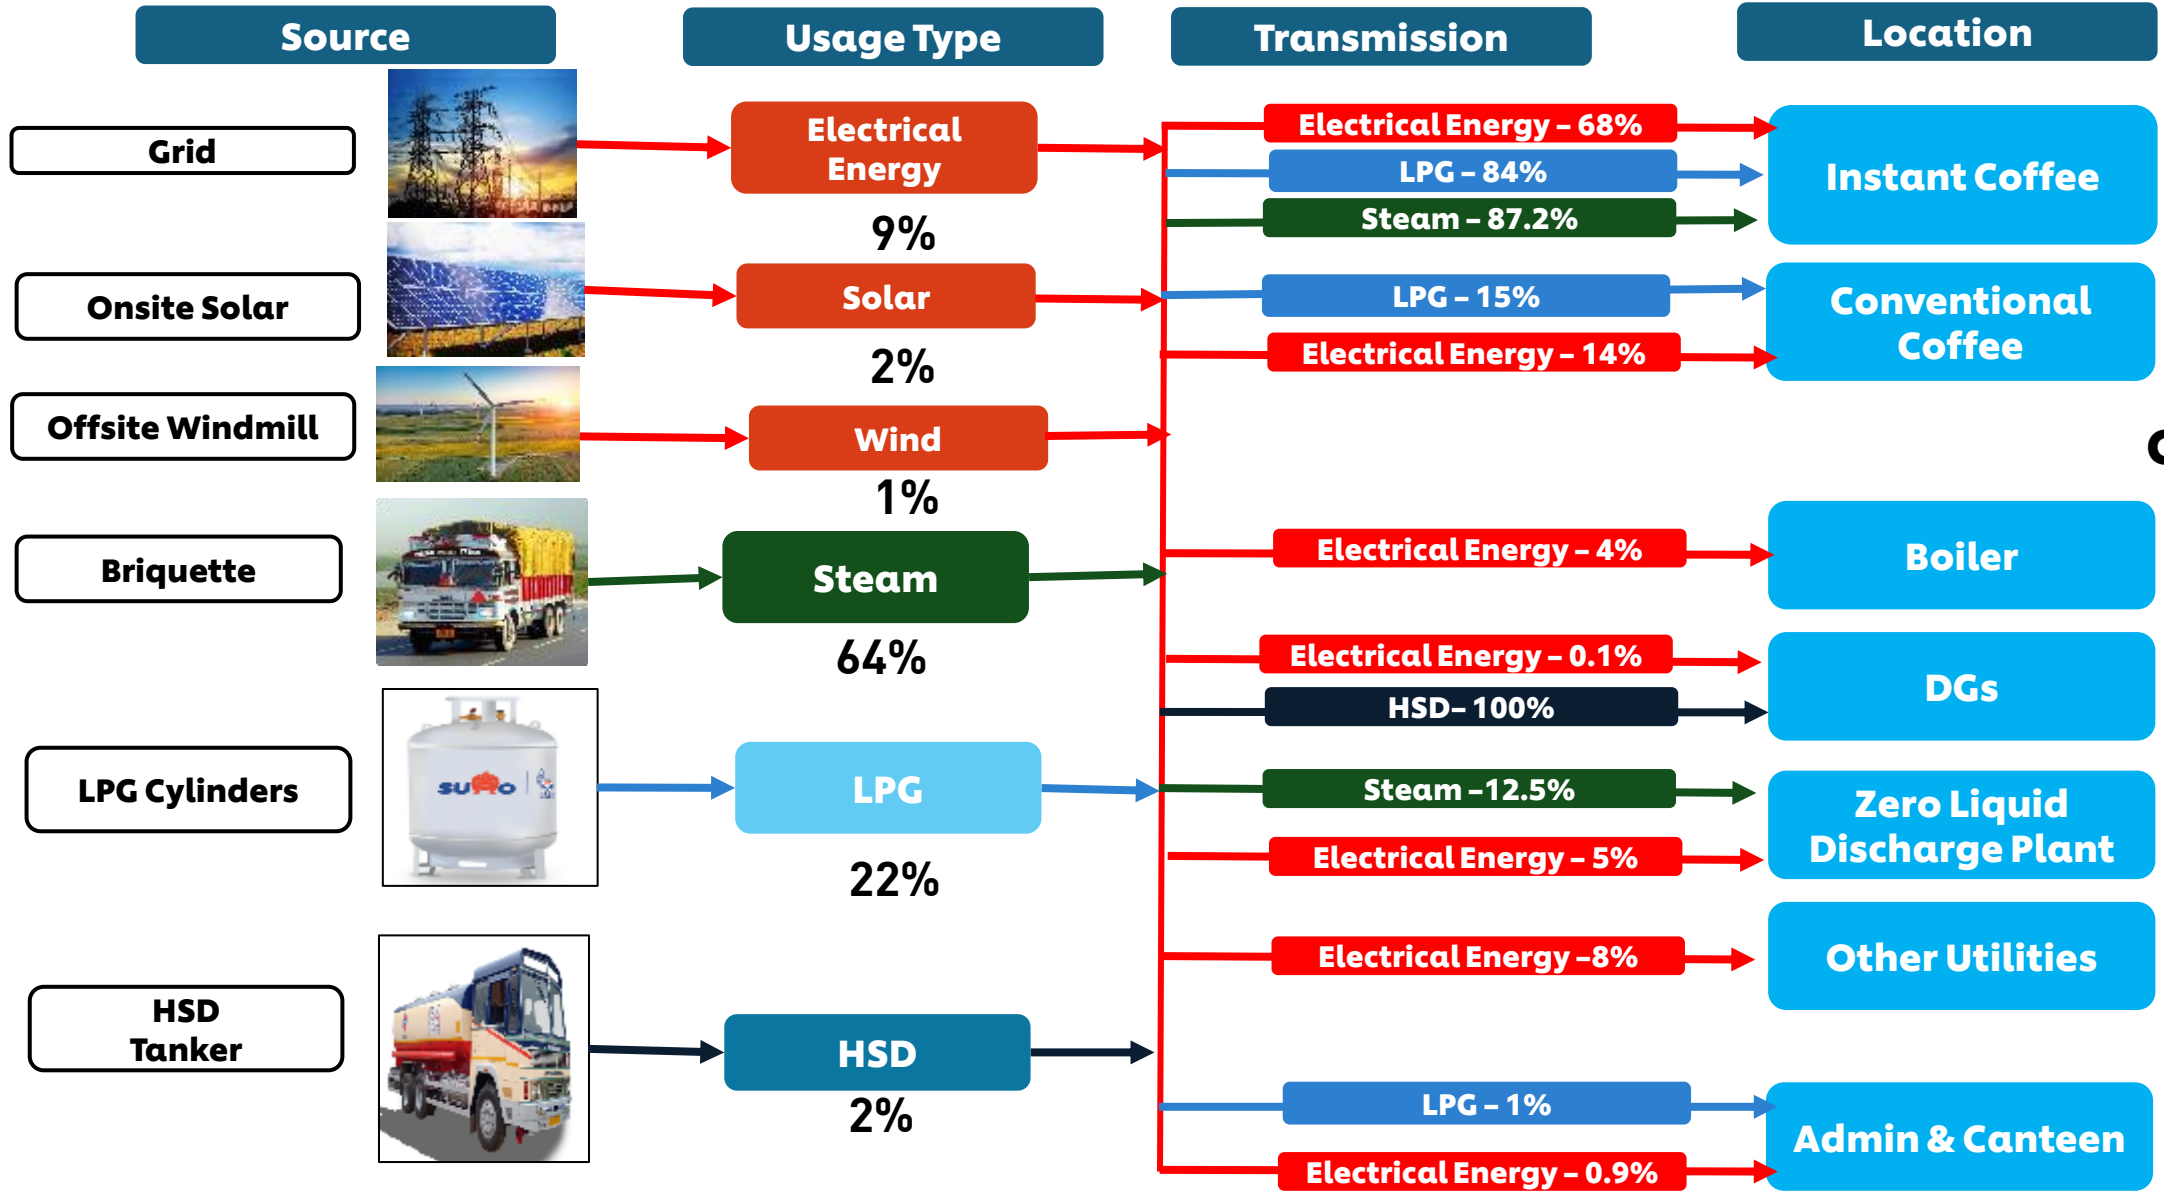 Source
Usage Type
Transmission
Location
Grid
Electrical
Energy
9%
Electrical Energy – 68%
LPG – 84%
Steam – 87.2%
Instant Coffee
Onsite Solar
Solar
2%
LPG – 15%
Electrical Energy – 14%
Conventional
Coffee
Offsite Windmill
Wind
1%
Briquette
Steam
64%
Electrical Energy – 4%
Boiler
Electrical Energy – 0.1%
HSD– 100%
DGs
LPG Cylinders
SUMO
LPG
22%
Steam –12.5%
Electrical Energy – 5%
Zero Liquid
Discharge Plant
Electrical Energy –8%
Other Utilities
HSD
Tanker
HSD
2%
LPG – 1%
Electrical Energy – 0.9%
Admin & Canteen